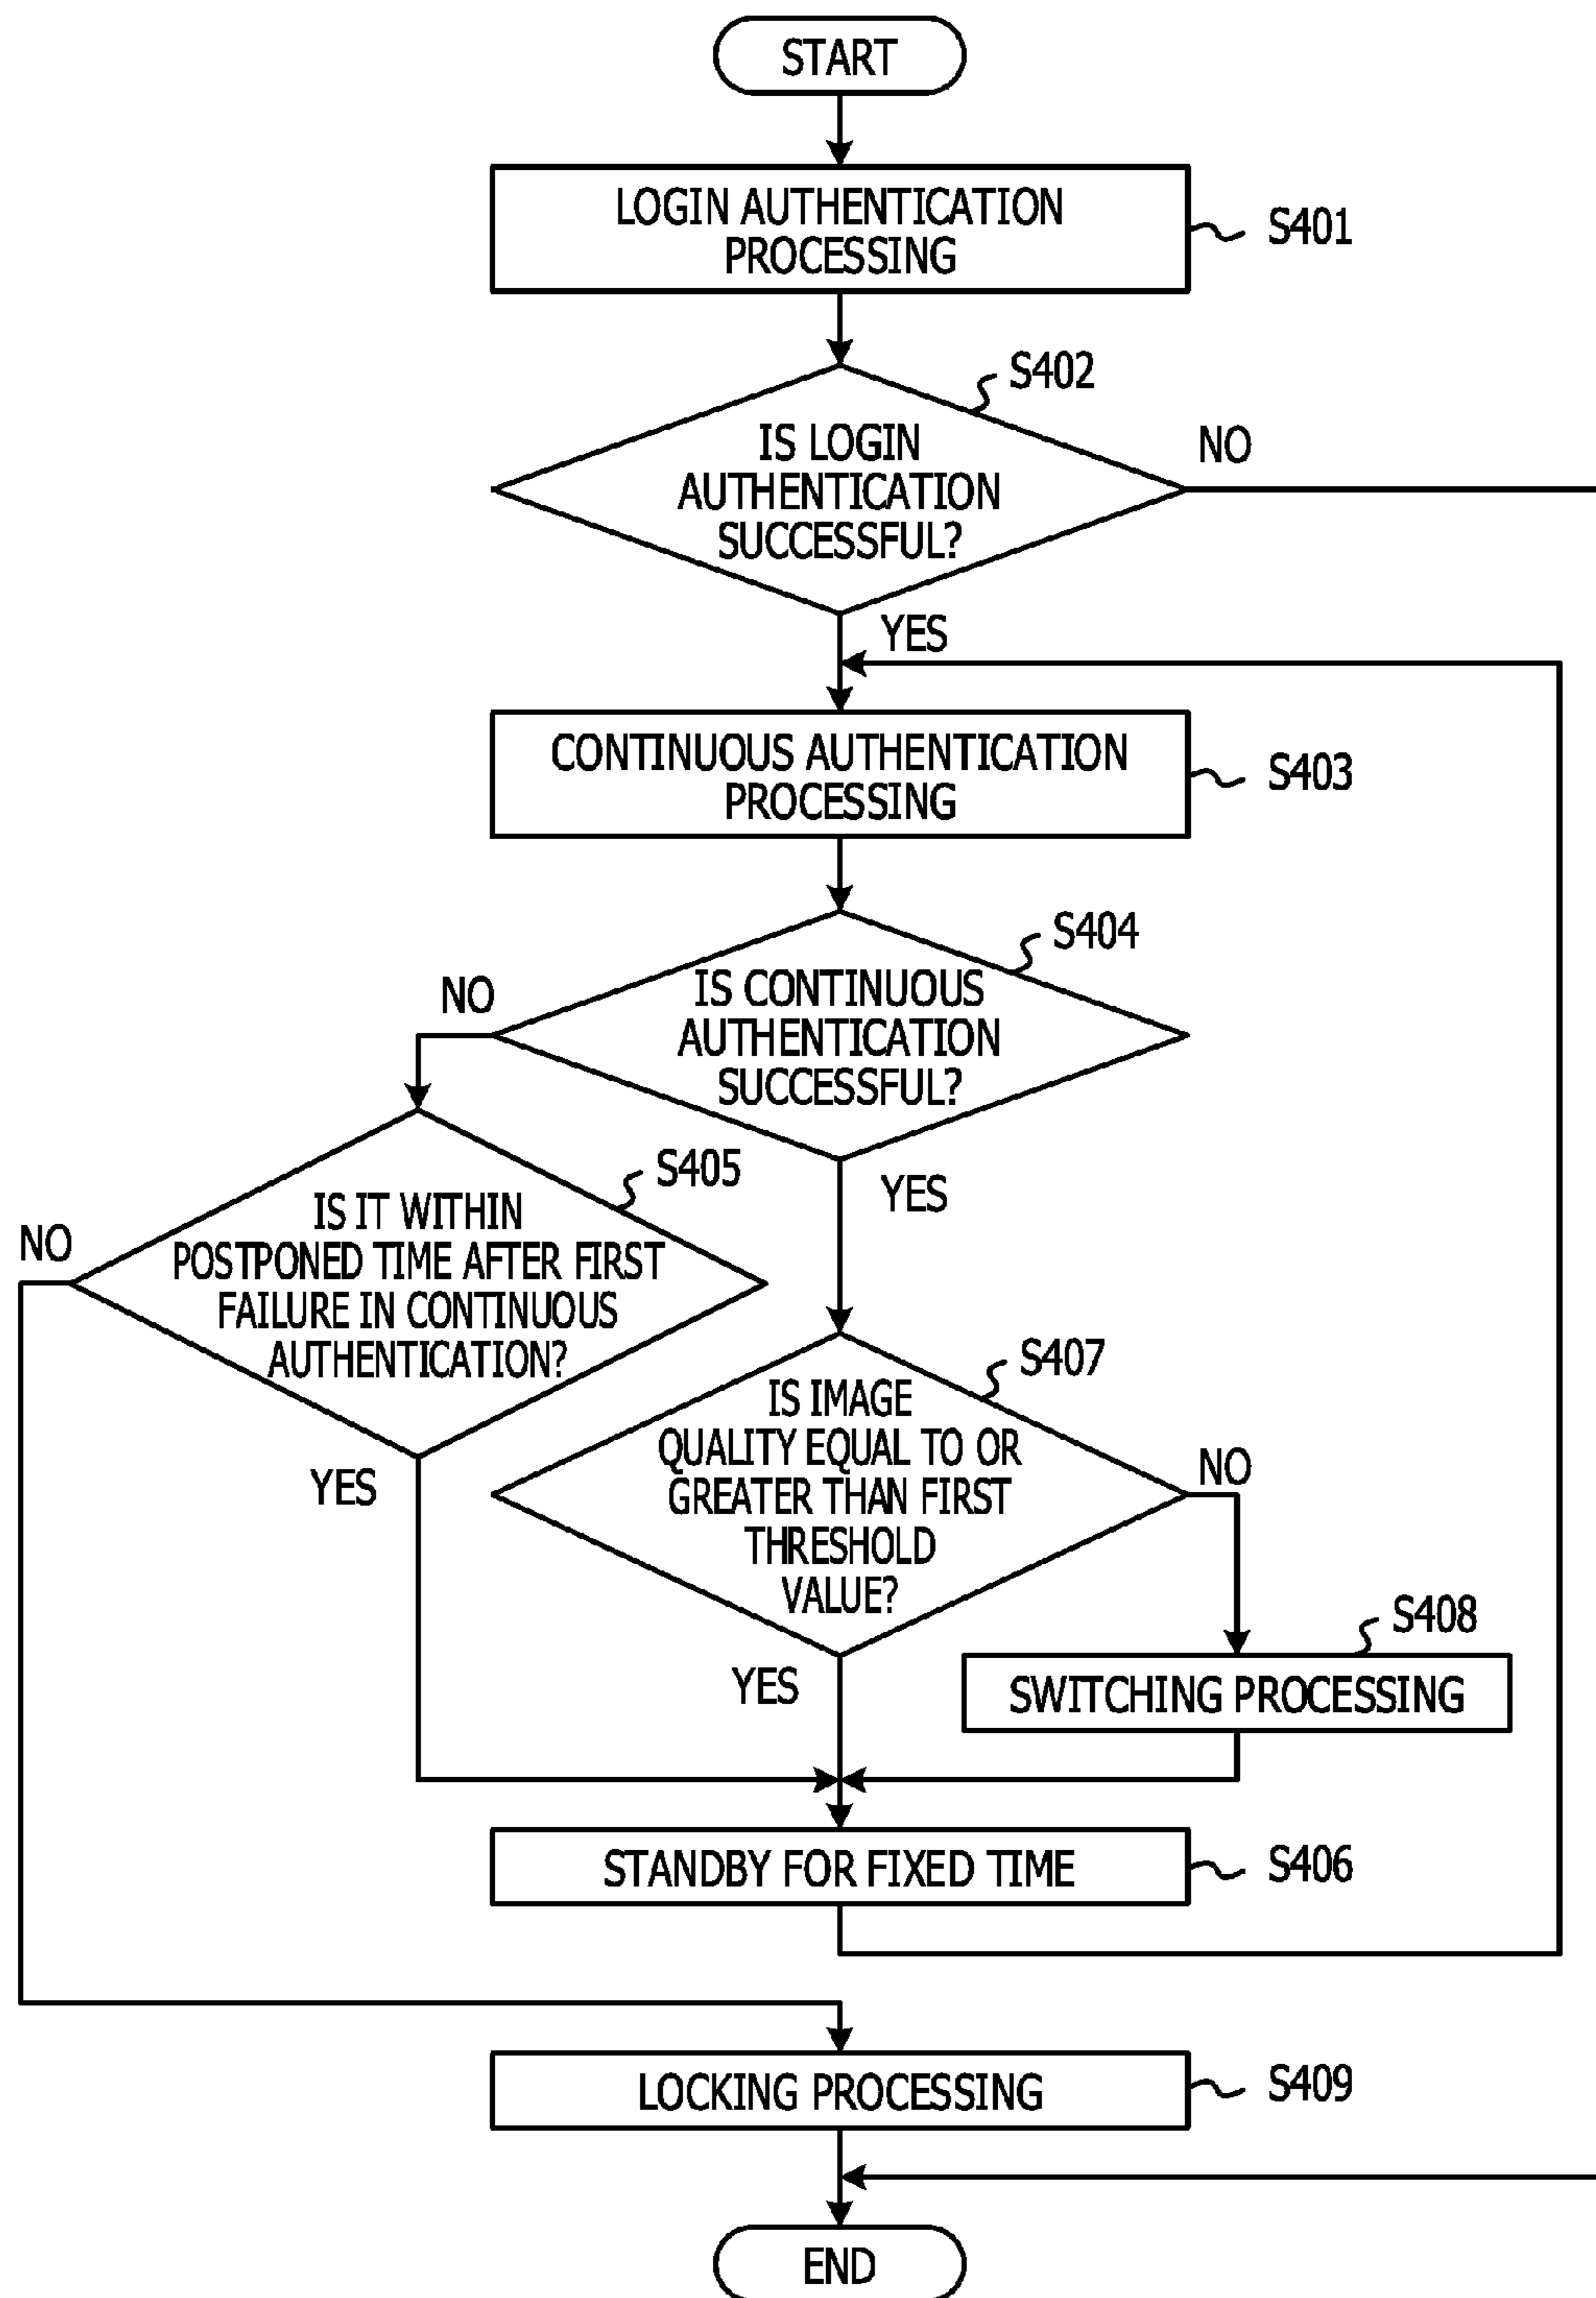 START
LOGIN AUTHENTICATION
PROCESSING
S401
S402
IS LOGIN
AUTHENTICATION
SUCCESSFUL?
NO
YES
CONTINUOUS AUTHENTICATION
PROCESSING
S403
S404
IS CONTINUOUS
AUTHENTICATION
SUCCESSFUL?
NO
YES
S405
IS IT WITHIN
POSTPONED TIME AFTER FIRST
FAILURE IN CONTINUOUS
AUTHENTICATION?
NO
YES
S407
IS IMAGE
QUALITY EQUAL TO OR
GREATER THAN FIRST
THRESHOLD
VALUE?
NO
YES
S408
SWITCHING PROCESSING
STANDBY FOR FIXED TIME
S406
LOCKING PROCESSING
S409
END